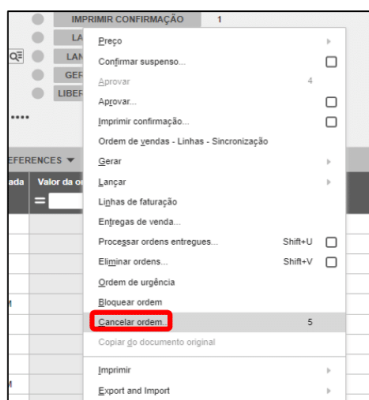 IMPRIMIR CONFIRMAÇÃO 1
LA
LAN
GER
LIBER
EFERENCES
ada Valor da o
=
Preço
Confirmar suspenso...
Aprovar 4
Aprovar...
Imprimir confirmação...
Ordem de vendas - Linhas - Sincronização
Gerar
Lançar
Linhas de faturação
Entregas de venda...
Processar ordens entregues... Shift+U
Eliminar ordens... Shift+V
Ordem de urgência
Bloquear ordem
Cancelar ordem... 5
Copiar do documento original
Imprimir
Export and Import